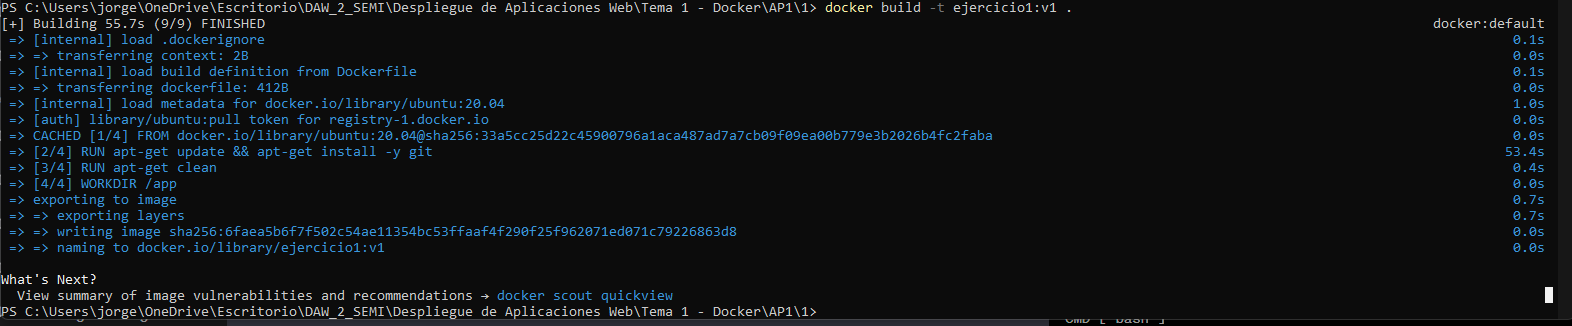 PS C:\Users\jorge\OneDrive\Escritorio\DAW_2_SEMI\Despliegue de Aplicaciones Web\Tema 1 - Docker\AP1\1> docker build -t ejercicio1:v1 .
[+] Building 55.7s (9/9) FINISHED docker:default
=> [internal] load .dockerignore 0.1s
=> => transferring context: 2B 0.0s
=> [internal] load build definition from Dockerfile 0.1s
=> => transferring dockerfile: 412B 0.0s
=> [internal] load metadata for docker.io/library/ubuntu:20.04 1.0s
=> [auth] library/ubuntu:pull token for registry-1.docker.io 0.0s
=> CACHED [1/4] FROM docker.io/library/ubuntu:20.04@sha256:33a5cc25d22c45900796a1aca487ad7a7cb09f09ea00b779e3b2026b4fc2faba 0.0s
=> [2/4] RUN apt-get update && apt-get install -y git 53.4s
=> [3/4] RUN apt-get clean 0.4s
=> [4/4] WORKDIR /app 0.0s
=> exporting to image 0.7s
=> => exporting layers 0.7s
=> => writing image sha256:6faea5b6f7f502c54ae11354bc53ffaaf4f290f25f962071ed071c79226863d8 0.0s
=> => naming to docker.io/library/ejercicio1:v1 0.0s
What's Next?
View summary of image vulnerabilities and recommendations → docker scout quickview
PS C:\Users\jorge\OneDrive\Escritorio\DAW_2_SEMI\Despliegue de Aplicaciones Web\Tema 1 - Docker\AP1\1>